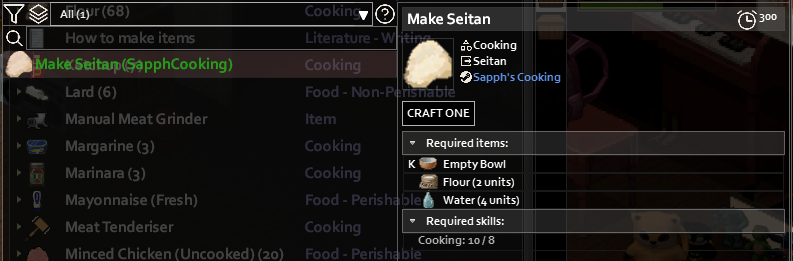 All (1)
?
Flour (68) Cooking
How to make items Literature - Writing
Make Seitan (SapphCooking)
Ketchup Cooking
Lard (6) Food - Non-Perishable
Manual Meat Grinder Item
Margarine (3) Cooking
Marinara (3) Cooking
Mayonnaise (Fresh) Food - Perishable
Meat Tenderiser Cooking
Minced Chicken (Uncooked) (20) Food - Perishable
Make Seitan
300
Cooking
Seitan
Sapph's Cooking
CRAFT ONE
Required items:
K Empty Bowl
Flour (2 units)
Water (4 units)
Required skills:
Cooking: 10 / 8